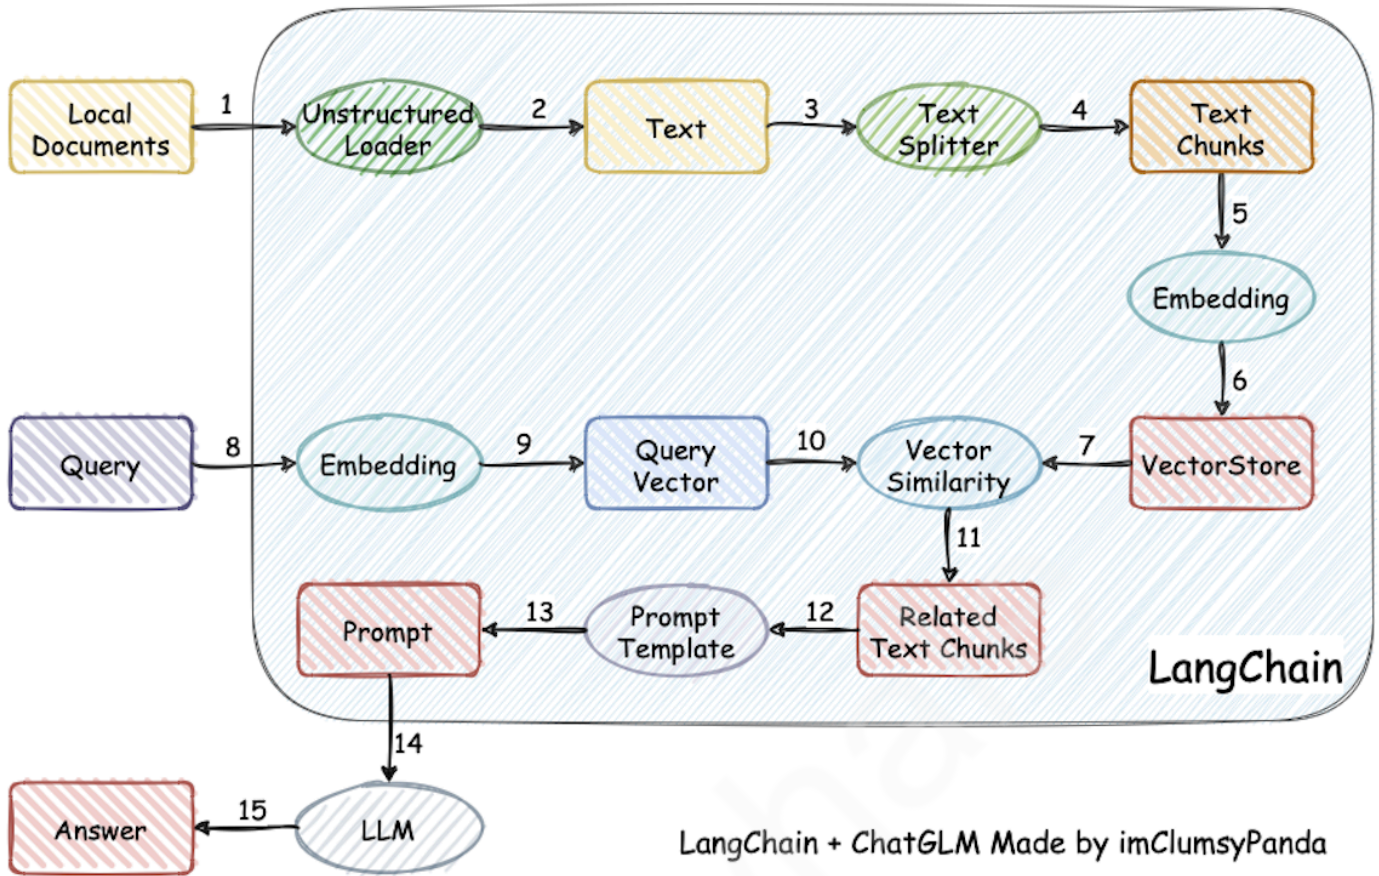 Local
Documents
1
Unstructured
Loader
2
Text
3
Text
Splitter
4
Text
Chunks
5
Embedding
6
Query
8
Embedding
9
Query
Vector
10
Vector
Similarity
7
VectorStore
11
Prompt
13
Prompt
Template
12
Related
Text Chunks
LangChain
14
Answer
15
LLM
LangChain + ChatGLM Made by imClumsyPanda